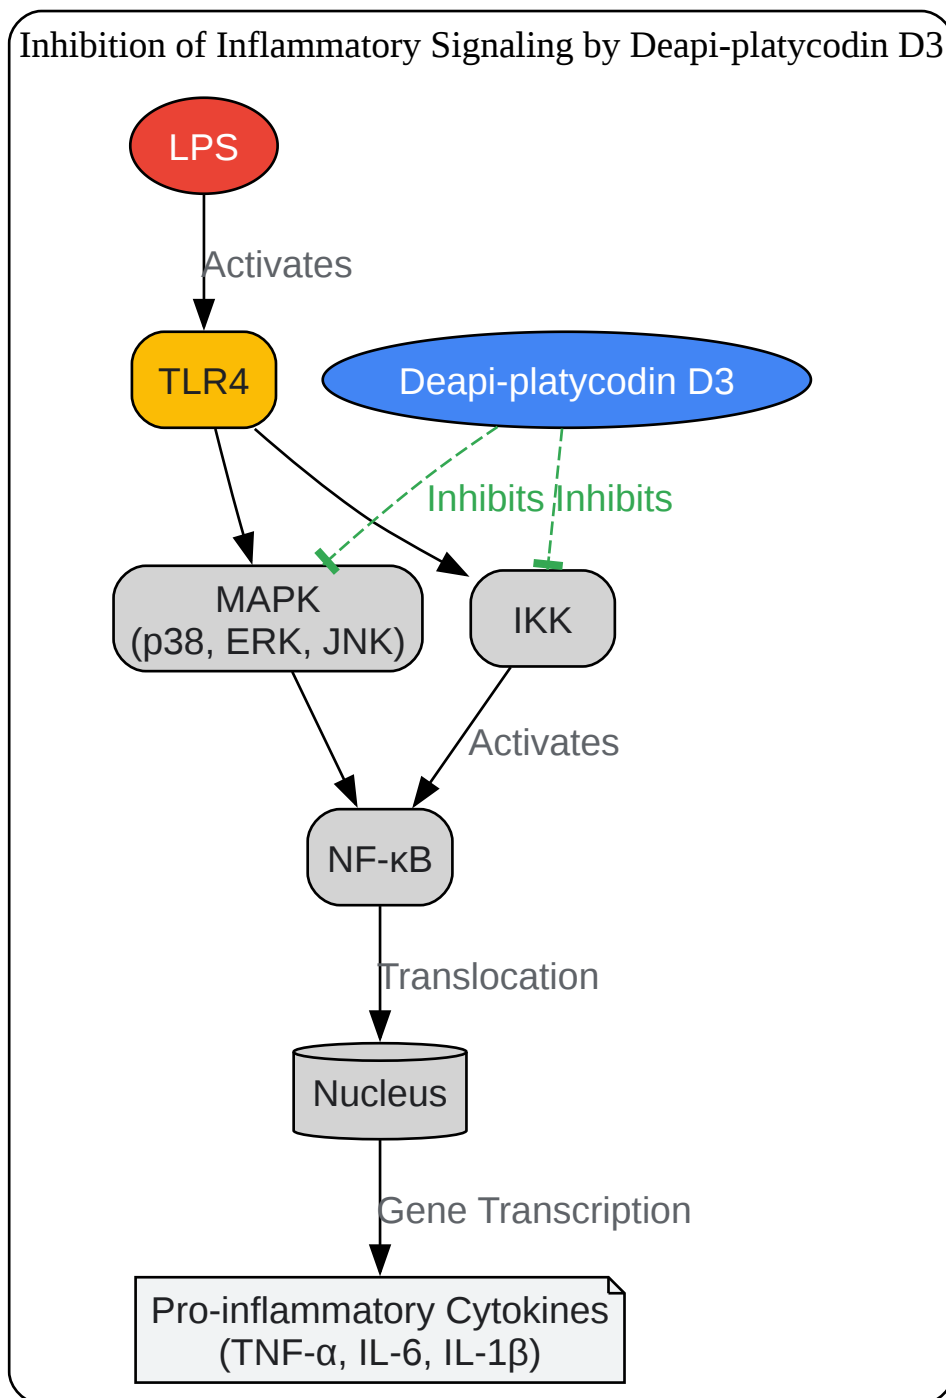 Inhibition of Inflammatory Signaling by Deapi-platycodin D3
LPS
Activates
TLR4
Deapi-platycodin D3
Inhibits
Inhibits
MAPK
(p38, ERK, JNK)
IKK
Activates
NF-κB
Translocation
Nucleus
Gene Transcription
Pro-inflammatory Cytokines
(TNF-α, IL-6, IL-1β)